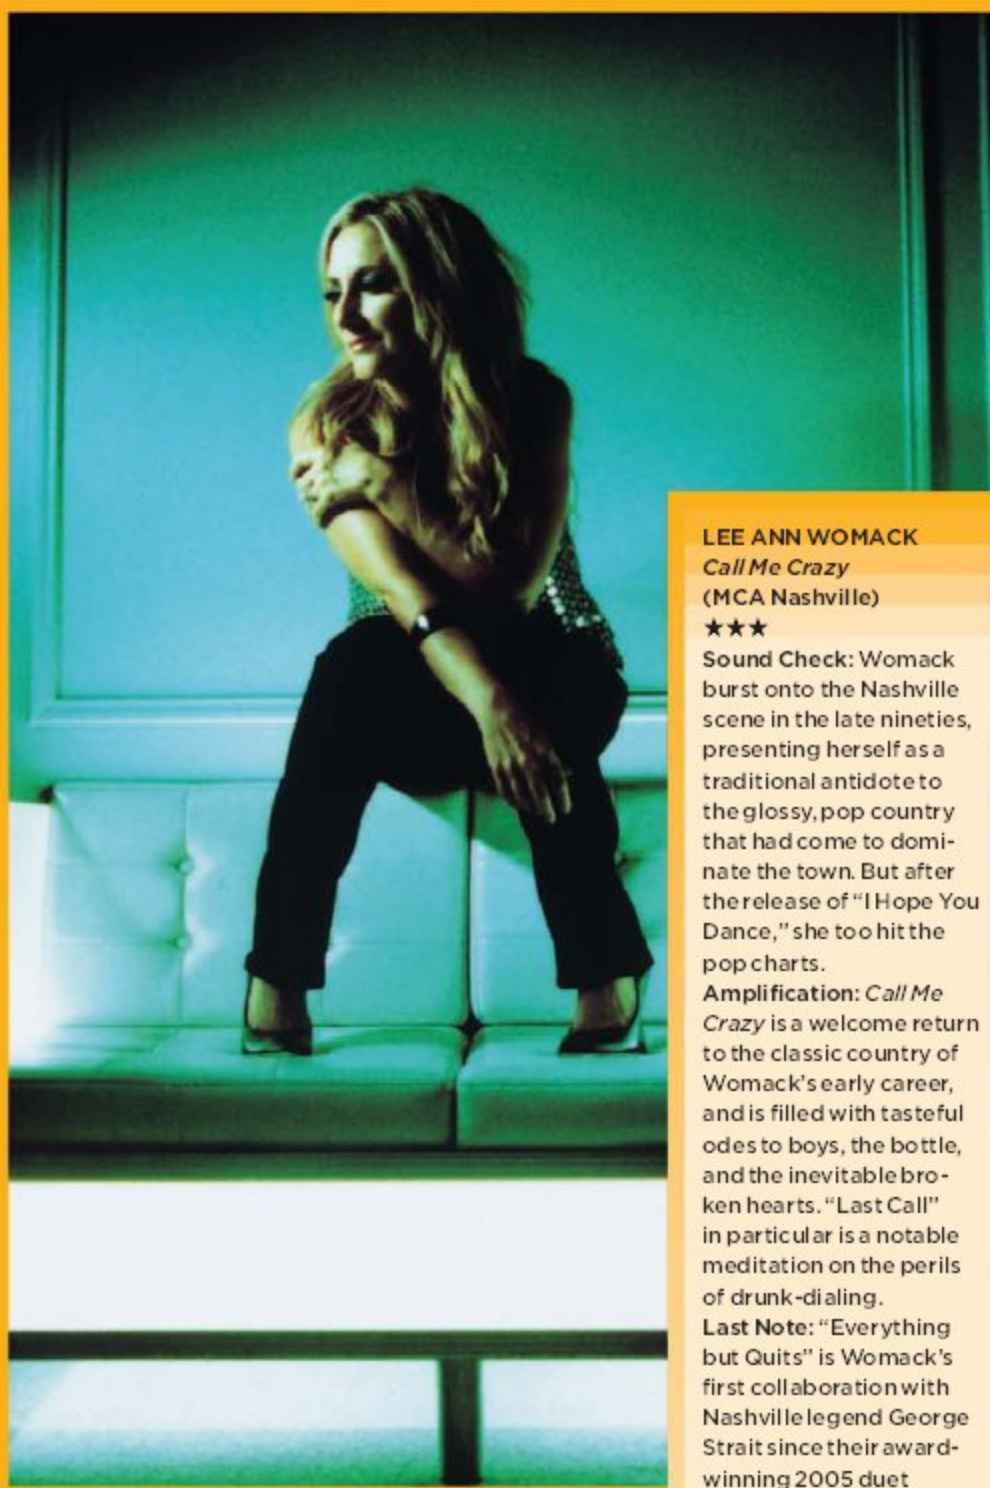 LEE ANN WOMACK
Call Me Crazy
(MCA Nashville)
★★★
Sound Check: Womack
burst onto the Nashville
scene in the late nineties,
presenting herself as a
traditional antidote to
the glossy, pop country
that had come to domi-
nate the town. But after
the release of “I Hope You
Dance,” she too hit the
pop charts.
Amplification: Call Me
Crazy is a welcome return
to the classic country of
Womack’s early career,
and is filled with tasteful
odes to boys, the bottle,
and the inevitable bro-
ken hearts. “Last Call”
in particular is a notable
meditation on the perils
of drunk-dialing.
Last Note: “Everything
but Quits” is Womack’s
first collaboration with
Nashville legend George
Strait since their award-
winning 2005 duet